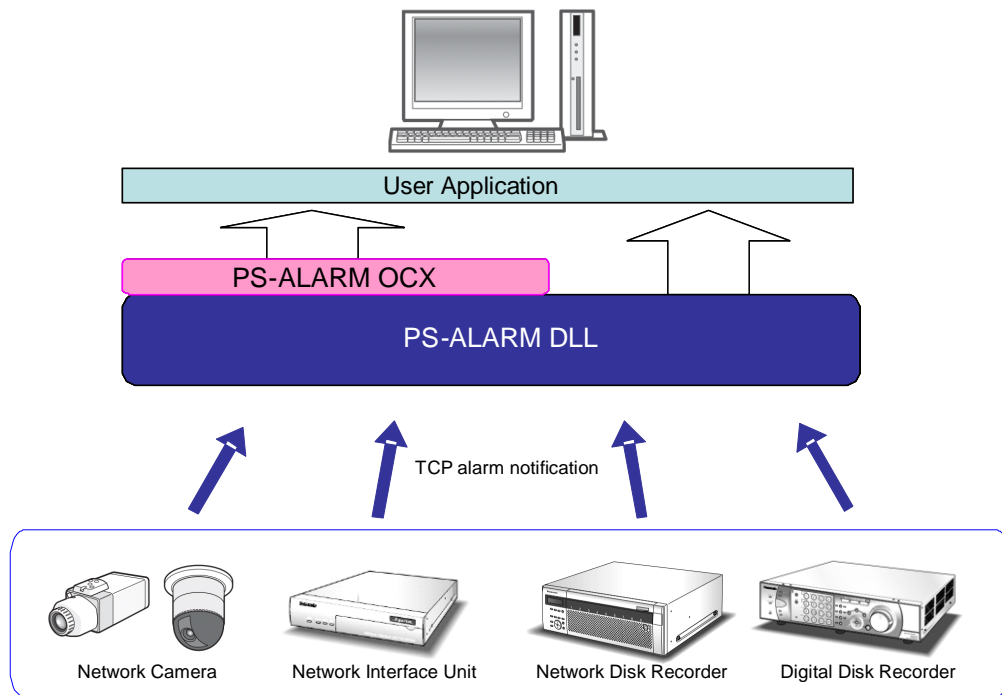 User Application
PS-ALARM OCX
PS-ALARM DLL
TCP alarm notification
Network Camera
Network Interface Unit
Network Disk Recorder
Digital Disk Recorder